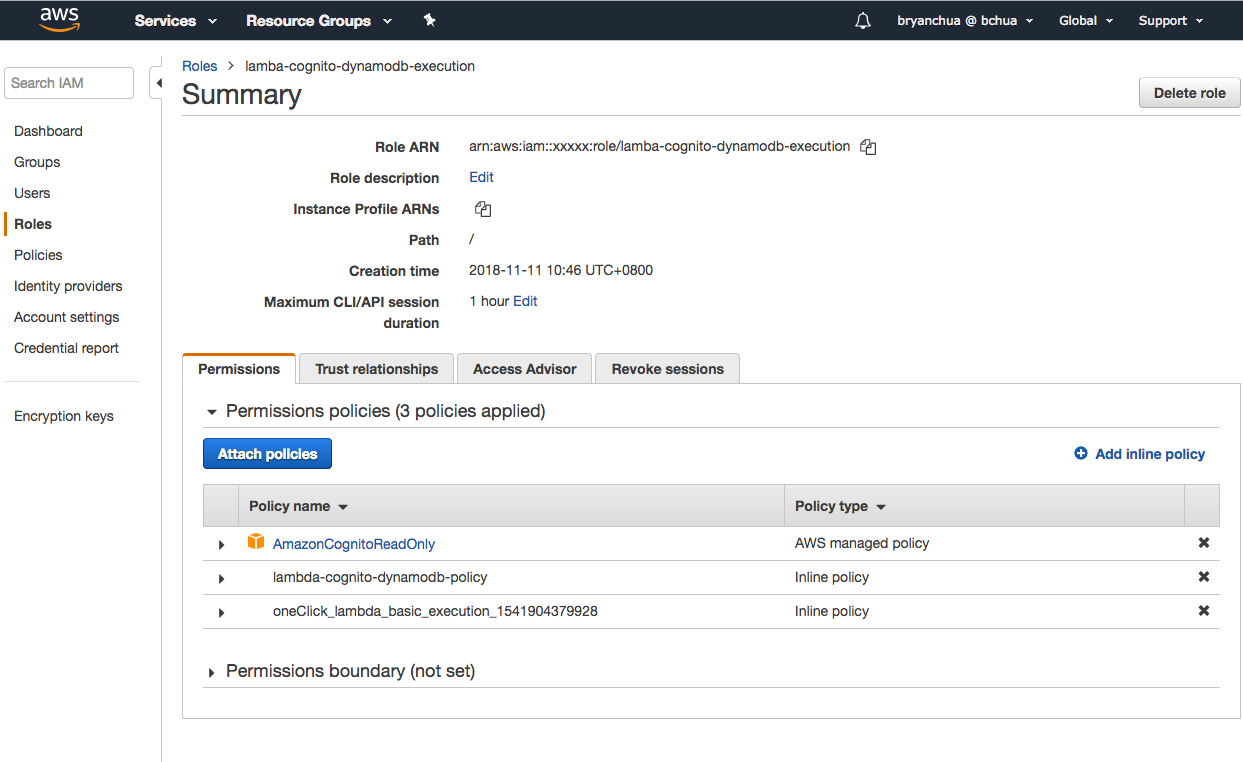 aws Services Resource Groups bryanchua @ bchua Global Support
Search IAM
Dashboard
Groups
Users
Roles
Policies
Identity providers
Account settings
Credential report
Encryption keys
Roles > lamba-cognito-dynamodb-execution
Summary
Delete role
Role ARN arn:aws:iam::xxxxx:role/lamba-cognito-dynamodb-execution
Role description Edit
Instance Profile ARNs
Path /
Creation time 2018-11-11 10:46 UTC+0800
Maximum CLI/API session 1 hour Edit
duration
Permissions Trust relationships Access Advisor Revoke sessions
Permissions policies (3 policies applied)
Attach policies Add inline policy
Policy name Policy type
AmazonCognitoReadOnly AWS managed policy
lambda-cognito-dynamodb-policy Inline policy
oneClick_lambda_basic_execution_1541904379928 Inline policy
Permissions boundary (not set)